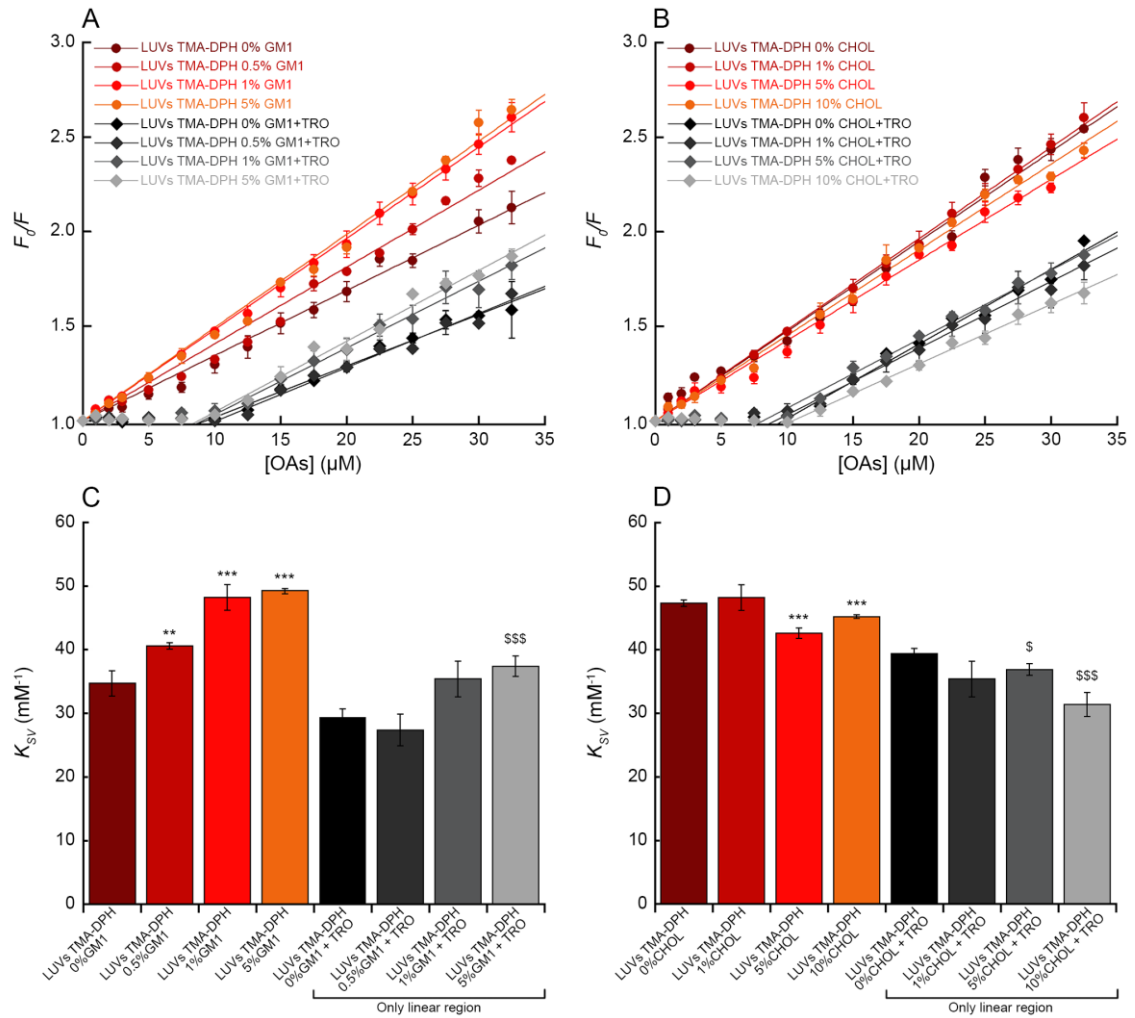 A
LUVs TMA-DPH 0% GM1
LUVs TMA-DPH 0.5% GM1
LUVs TMA-DPH 1% GM1
LUVs TMA-DPH 5% GM1
LUVs TMA-DPH 0% GM1+TRO
LUVs TMA-DPH 0.5% GM1+TRO
LUVs TMA-DPH 1% GM1+TRO
LUVs TMA-DPH 5% GM1+TRO
3.0
2.5
2.0
1.5
1.0
F0/F
0
5
10
15
20
25
30
35
[OAs] (µM)
B
LUVs TMA-DPH 0% CHOL
LUVs TMA-DPH 1% CHOL
LUVs TMA-DPH 5% CHOL
LUVs TMA-DPH 10% CHOL
LUVs TMA-DPH 0% CHOL+TRO
LUVs TMA-DPH 1% CHOL+TRO
LUVs TMA-DPH 5% CHOL+TRO
LUVs TMA-DPH 10% CHOL+TRO
3.0
2.5
2.0
1.5
1.0
F0/F
0
5
10
15
20
25
30
35
[OAs] (µM)
C
60
50
40
30
20
10
0
KSV (mM-1)
**
***
***
$$$
LUVs TMA-DPH
0%GM1
LUVs TMA-DPH
0.5%GM1
LUVs TMA-DPH
1%GM1
LUVs TMA-DPH
5%GM1
LUVs TMA-DPH
0%GM1 + TRO
LUVs TMA-DPH
0.5%GM1 + TRO
LUVs TMA-DPH
1%GM1 + TRO
LUVs TMA-DPH
5%GM1 + TRO
Only linear region
D
60
50
40
30
20
10
0
KSV (mM-1)
***
***
$
$$$
LUVs TMA-DPH
0%CHOL
LUVs TMA-DPH
1%CHOL
LUVs TMA-DPH
5%CHOL
LUVs TMA-DPH
10%CHOL
LUVs TMA-DPH
0%CHOL + TRO
LUVs TMA-DPH
1%CHOL + TRO
LUVs TMA-DPH
5%CHOL + TRO
LUVs TMA-DPH
10%CHOL + TRO
Only linear region